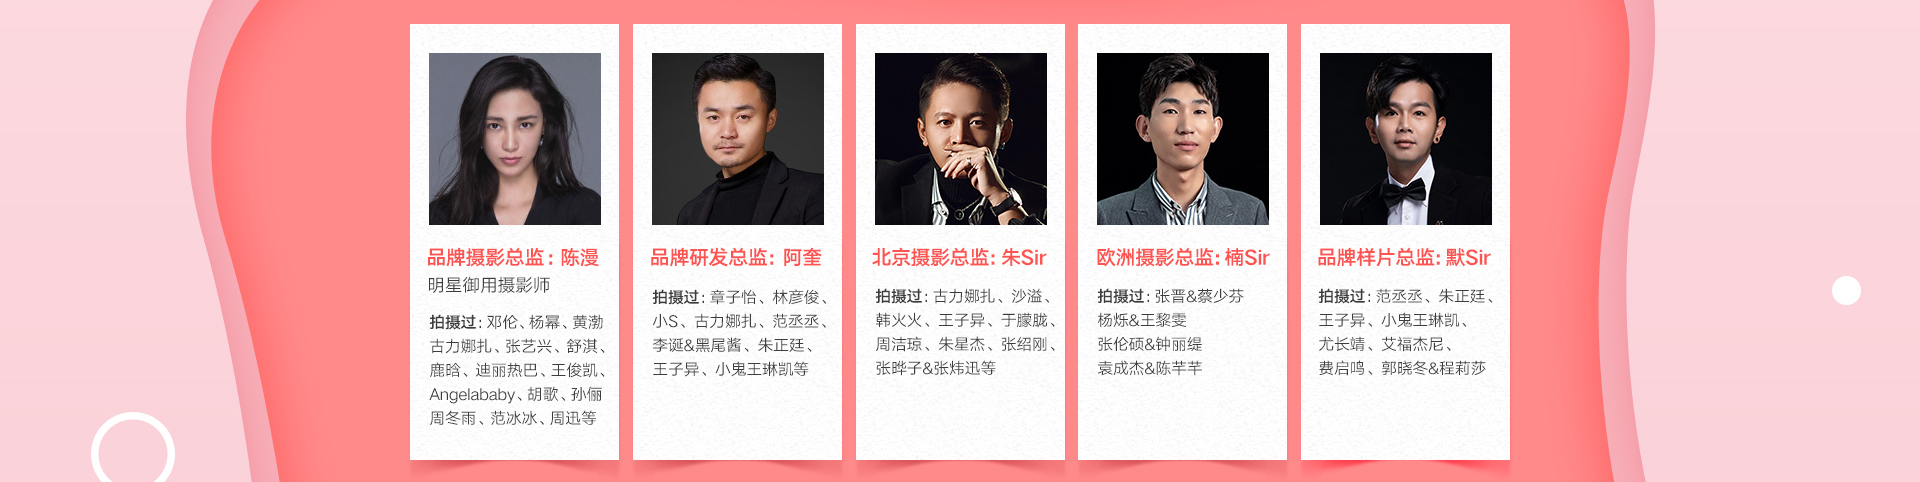 品牌摄影总监：陈漫
明星御用摄影师
拍摄过：邓伦、杨幂、黄渤
古力娜扎、张艺兴、舒淇、
鹿晗、迪丽热巴、王俊凯、
Angelababy、胡歌、孙俪
周冬雨、范冰冰、周迅等
品牌研发总监：阿奎
拍摄过：章子怡、林彦俊、
小S、古力娜扎、范丞丞、
李诞&黑尾酱、朱正廷、
王子异、小鬼王琳凯等
北京摄影总监：朱Sir
拍摄过：古力娜扎、沙溢、
韩火火、王子异、于朦胧、
周洁琼、朱星杰、张绍刚、
张晔子&张炜迅等
欧洲摄影总监：楠Sir
拍摄过：张晋&蔡少芬
杨烁&王黎雯
张伦硕&钟丽缇
袁成杰&陈芊芊
品牌样片总监：默Sir
拍摄过：范丞丞、朱正廷、
王子异、小鬼王琳凯、
尤长靖、艾福杰尼、
费启鸣、郭晓冬&程莉莎